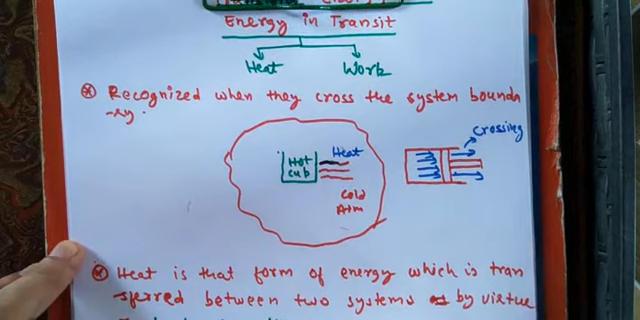 Energy in Transit
Heat Work
⊛ Recognized when they cross the system bounda
-ry.
crossing
Hot Heat
cub
Cold
Atm
⊛ Heat is that form of energy which is tran
sferred between two systems by virtue